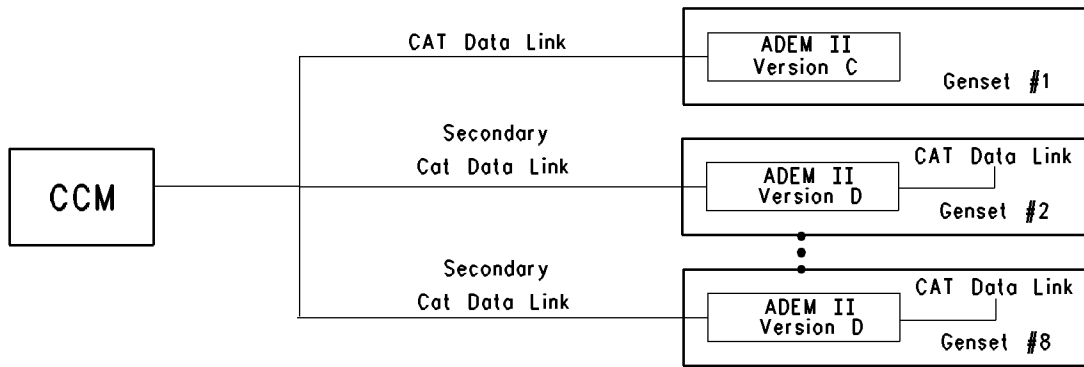 CAT Data Link
ADEM II
Version C
Genset #1
CCM
Secondary
Cat Data Link
ADEM II
Version D
CAT Data Link
Genset #2
Secondary
Cat Data Link
ADEM II
Version D
CAT Data Link
Genset #8